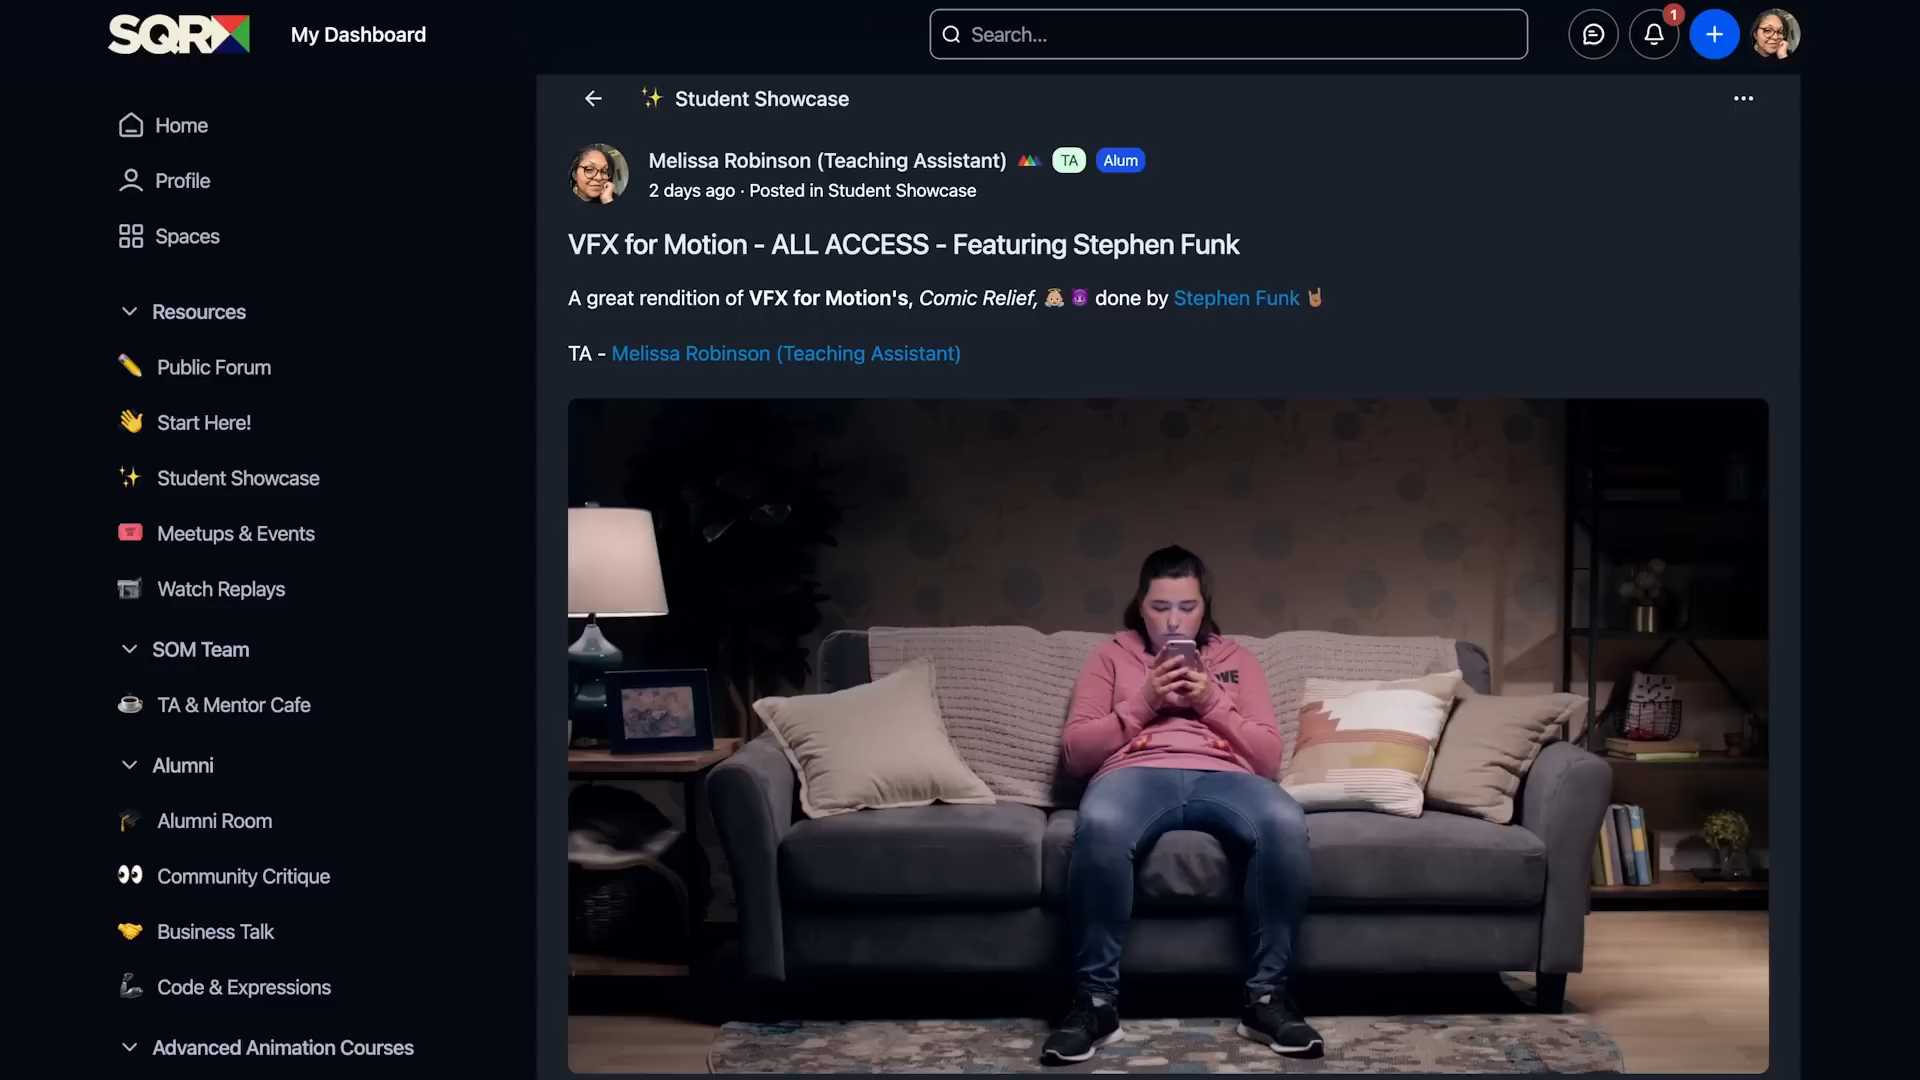 SQR
My Dashboard
Search...
1
Home
Profile
Spaces
Resources
Public Forum
Start Here!
Student Showcase
Meetups & Events
Watch Replays
SOM Team
TA & Mentor Cafe
Alumni
Alumni Room
Community Critique
Business Talk
Code & Expressions
Advanced Animation Courses
Student Showcase
Melissa Robinson (Teaching Assistant) TA Alum
2 days ago · Posted in Student Showcase
VFX for Motion - ALL ACCESS - Featuring Stephen Funk
A great rendition of VFX for Motion's, Comic Relief, 👼🏼 😈 done by Stephen Funk 🤘🏽
TA - Melissa Robinson (Teaching Assistant)